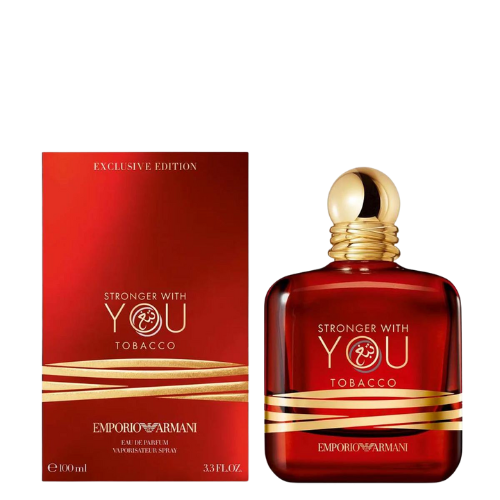 EXCLUSIVE EDITION
STRONGER WITH
YOU
TOBACCO
EMPORIO ARMANI
EAU DE PARFUM
VAPORISATEUR SPRAY
℮100 ml 3.3 FL.OZ.
STRONGER WITH
YOU
TOBACCO
EMPORIO ARMANI